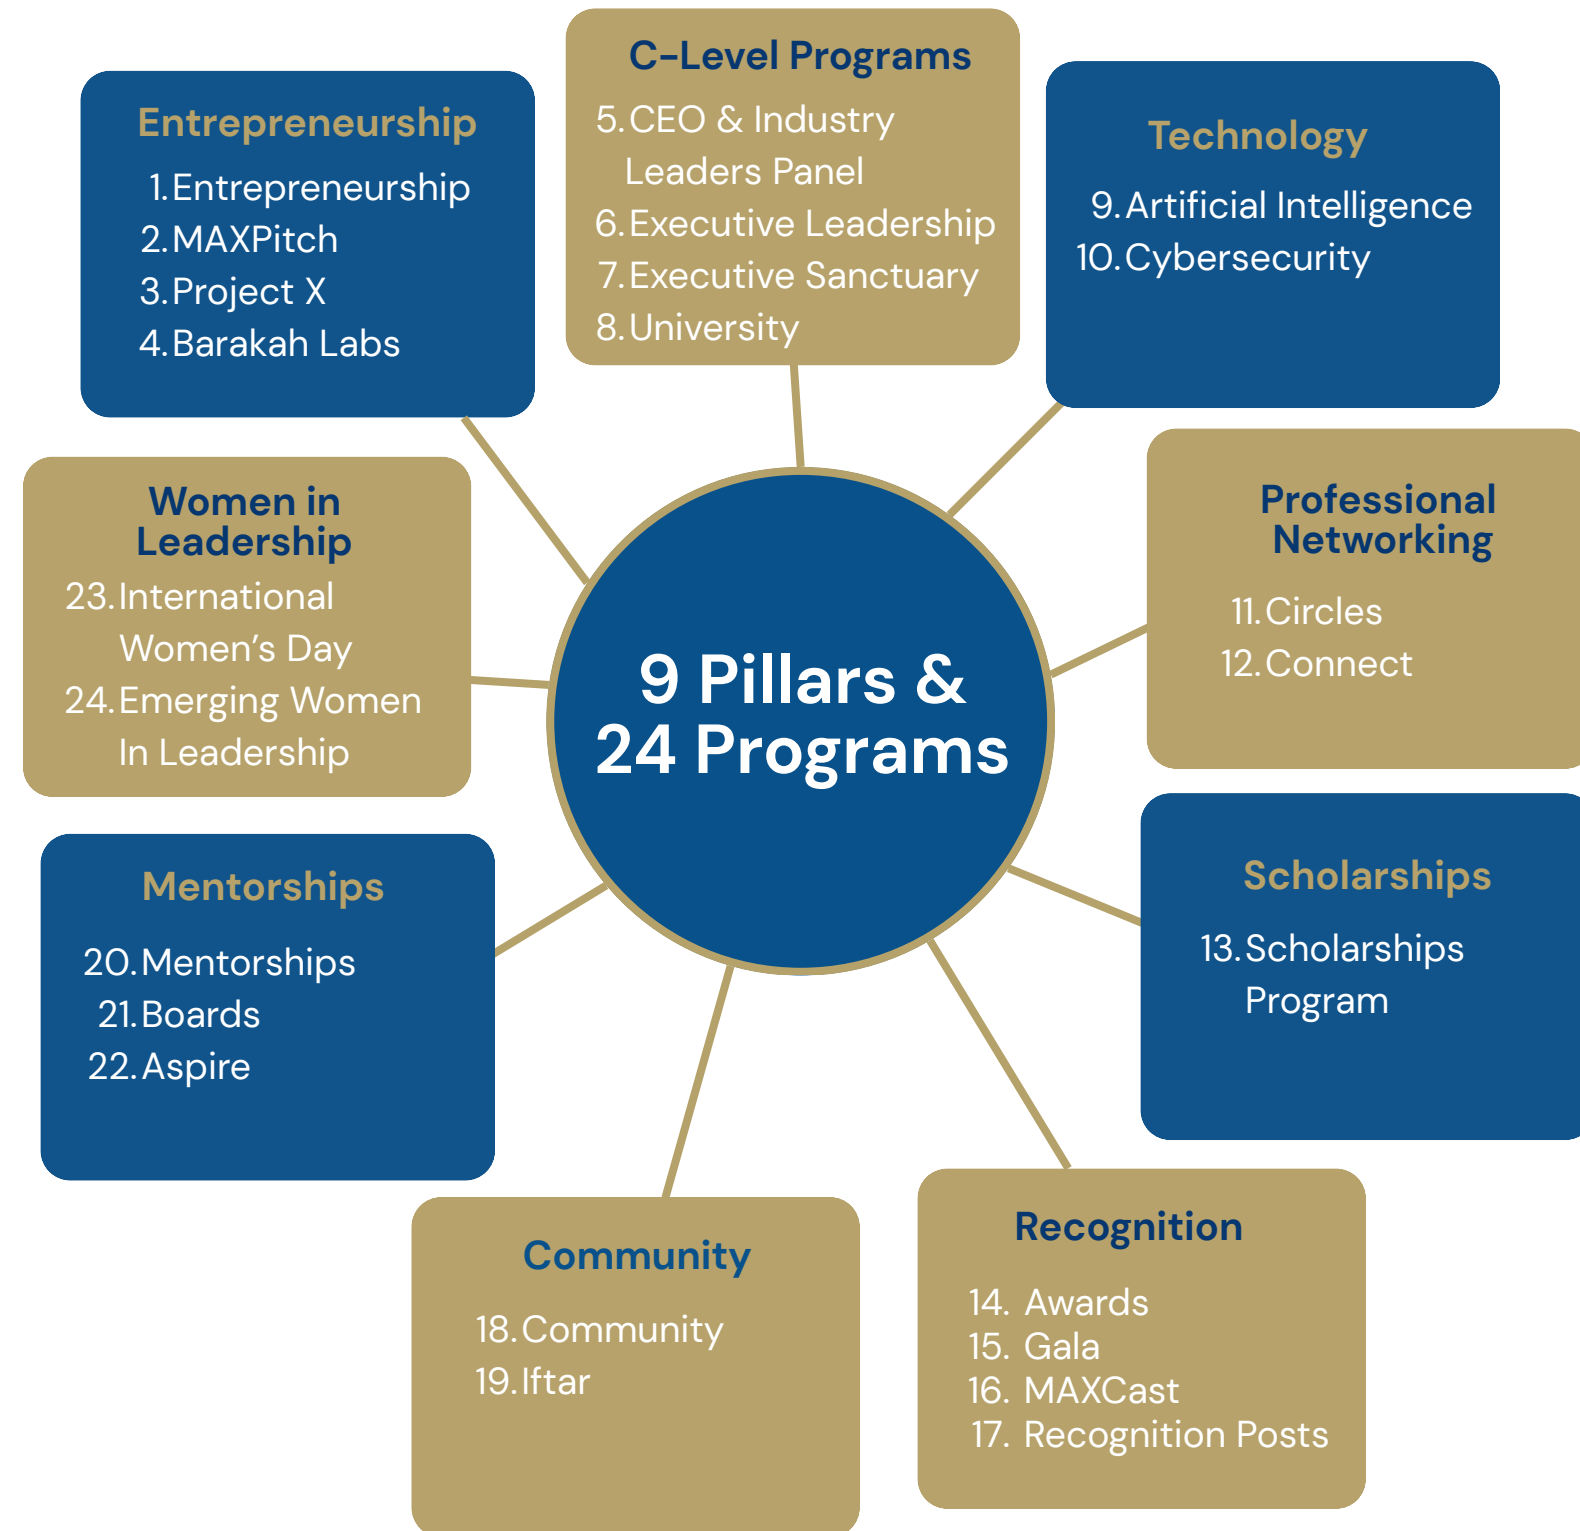 C-Level Programs
5. CEO & Industry
Leaders Panel
6. Executive Leadership
7. Executive Sanctuary
8. University
Entrepreneurship
1. Entrepreneurship
2. MAXPitch
3. Project X
4. Barakah Labs
Technology
9. Artificial Intelligence
10. Cybersecurity
Women in
Leadership
23. International
Women’s Day
24. Emerging Women
In Leadership
9 Pillars &
24 Programs
Professional
Networking
11. Circles
12. Connect
Mentorships
20. Mentorships
21. Boards
22. Aspire
Scholarships
13. Scholarships
Program
Community
18. Community
19. Iftar
Recognition
14. Awards
15. Gala
16. MAXCast
17. Recognition Posts